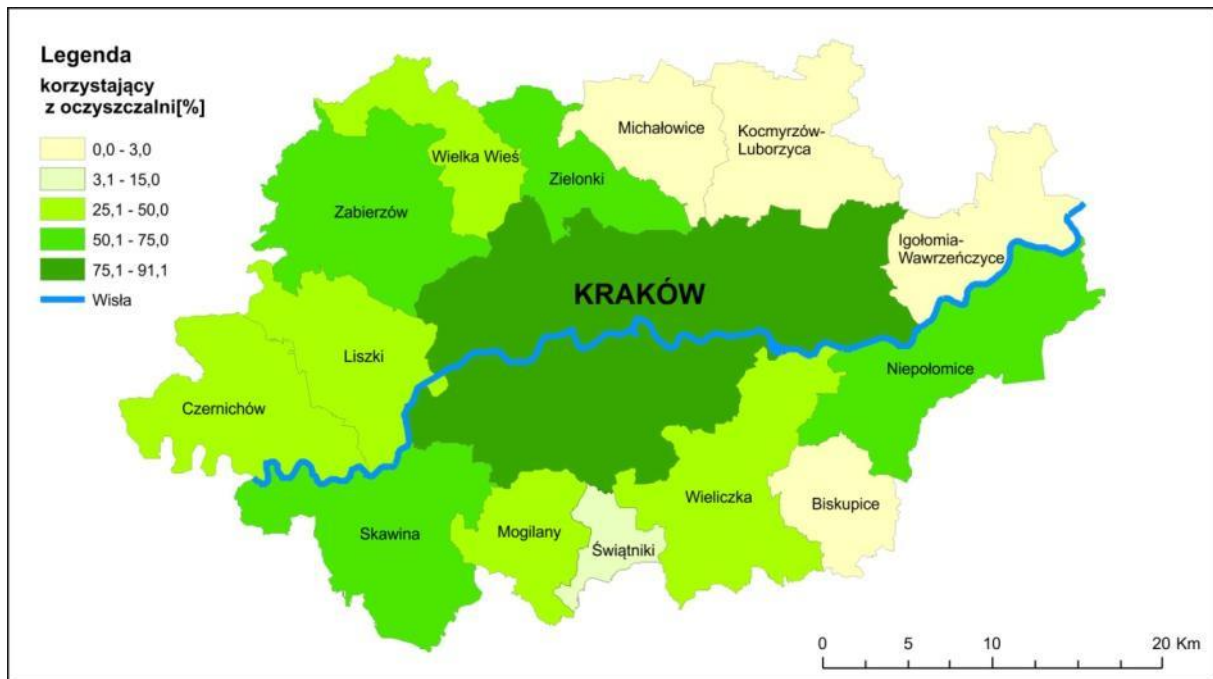 Legenda
korzystający
z oczyszczalni[%]
0,0 - 3,0
3,1 - 15,0
25,1 - 50,0
50,1 - 75,0
75,1 - 91,1
Wisła
Michałowice
Kocmyrzów-
Luborzyca
Wielka Wieś
Zielonki
Zabierzów
Igołomia-
Wawrzeńczyce
KRAKÓW
Liszki
Niepołomice
Czernichów
Wieliczka
Biskupice
Skawina
Mogilany
Świątniki
0 5 10 20 Km